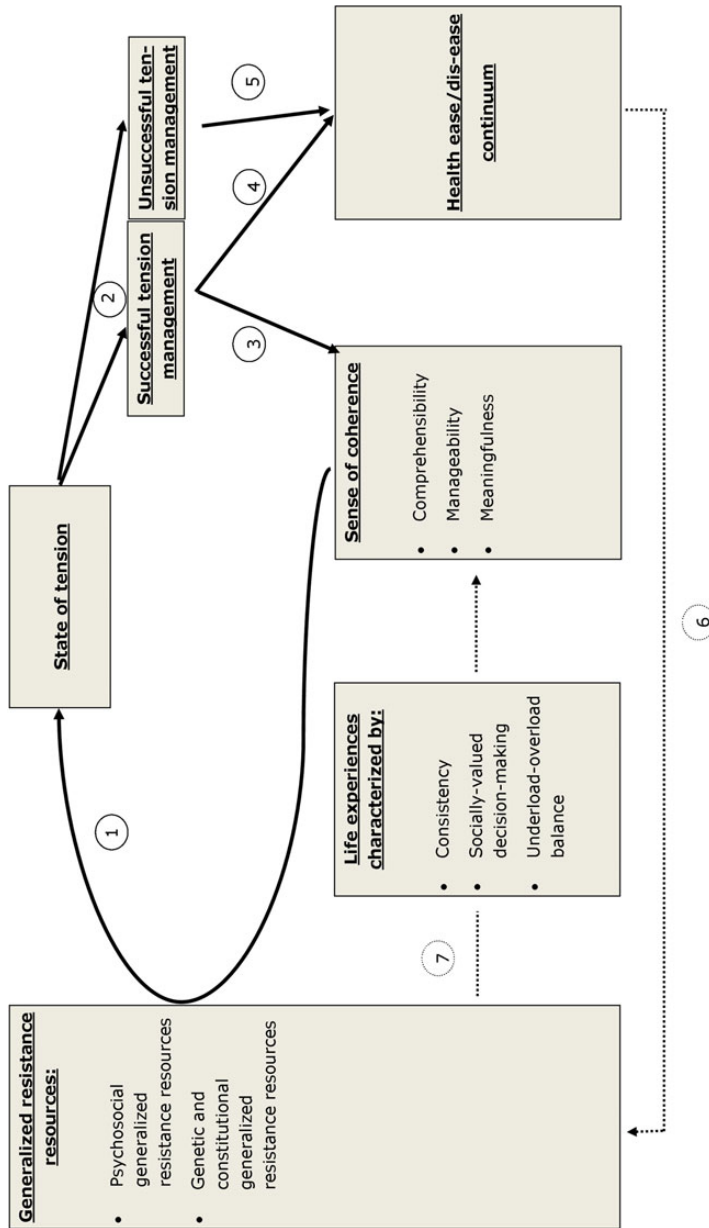 Generalized resistance
resources:
• Psychosocial
generalized
resistance resources
• Genetic and
constitutional
generalized
resistance resources
1
State of tension
2
Successful tension
management
Unsuccessful ten-
sion management
3
4
5
7
Life experiences
characterized by:
• Consistency
• Socially-valued
decision-making
• Underload-overload
balance
Sense of coherence
• Comprehensibility
• Manageability
• Meaningfulness
Health ease/dis-ease
continuum
6